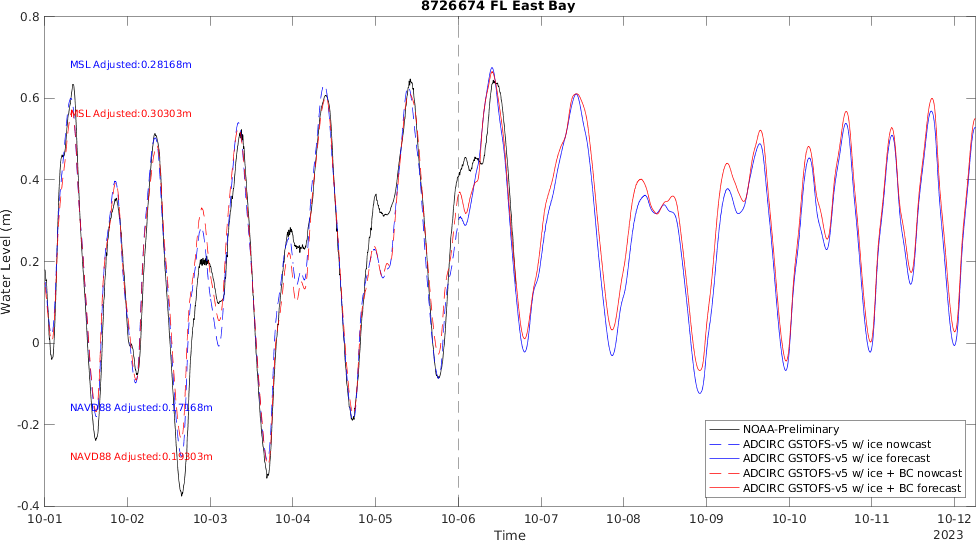 8726674 FL East Bay
0.8
0.6
0.4
0.2
0
-0.2
-0.4
Water Level (m)
MSL Adjusted:0.28168m
MSL Adjusted:0.30303m
NAVD88 Adjusted:0.17168m
NAVD88 Adjusted:0.19303m
NOAA-Preliminary
ADCIRC GSTOFS-v5 w/ ice nowcast
ADCIRC GSTOFS-v5 w/ ice forecast
ADCIRC GSTOFS-v5 w/ ice + BC nowcast
ADCIRC GSTOFS-v5 w/ ice + BC forecast
10-01 10-02 10-03 10-04 10-05 10-06 10-07 10-08 10-09 10-10 10-11 10-12
2023
Time